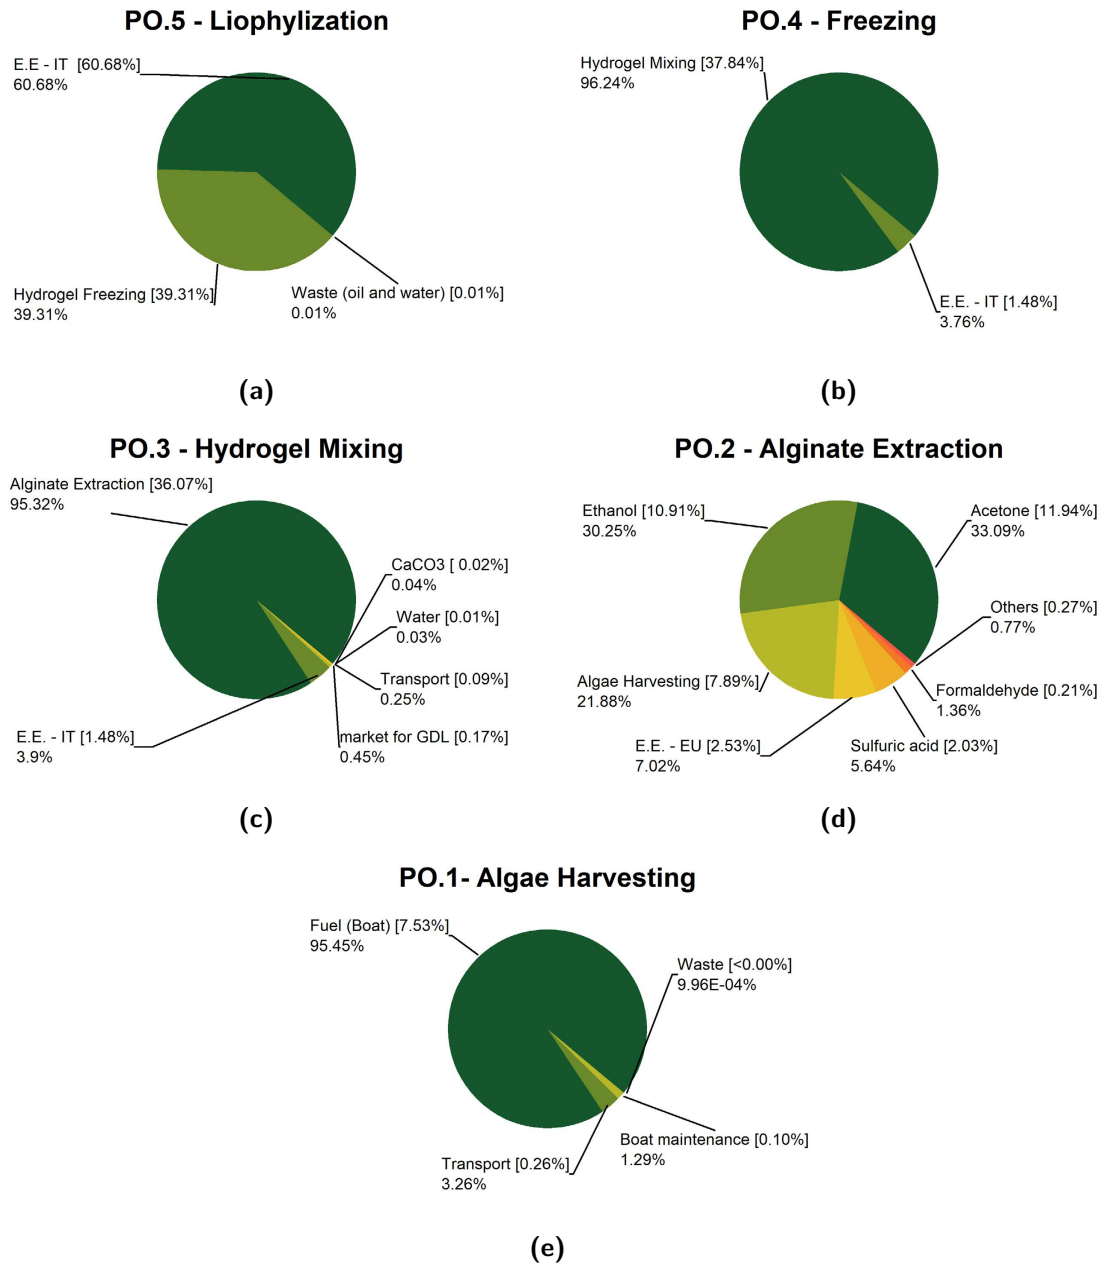 PO.5 - Liophylization
E.E - IT [60.68%]
60.68%
Hydrogel Freezing [39.31%]
39.31%
Waste (oil and water) [0.01%]
0.01%
(a)
PO.4 - Freezing
Hydrogel Mixing [37.84%]
96.24%
E.E. - IT [1.48%]
3.76%
(b)
PO.3 - Hydrogel Mixing
Alginate Extraction [36.07%]
95.32%
CaCO3 [ 0.02%]
0.04%
Water [0.01%]
0.03%
Transport [0.09%]
0.25%
E.E. - IT [1.48%]
3.9%
market for GDL [0.17%]
0.45%
(c)
PO.2 - Alginate Extraction
Ethanol [10.91%]
30.25%
Acetone [11.94%]
33.09%
Others [0.27%]
0.77%
Algae Harvesting [7.89%]
21.88%
Formaldehyde [0.21%]
1.36%
E.E. - EU [2.53%]
7.02%
Sulfuric acid [2.03%]
5.64%
(d)
PO.1- Algae Harvesting
Fuel (Boat) [7.53%]
95.45%
Waste [<0.00%]
9.96E-04%
Boat maintenance [0.10%]
1.29%
Transport [0.26%]
3.26%
(e)